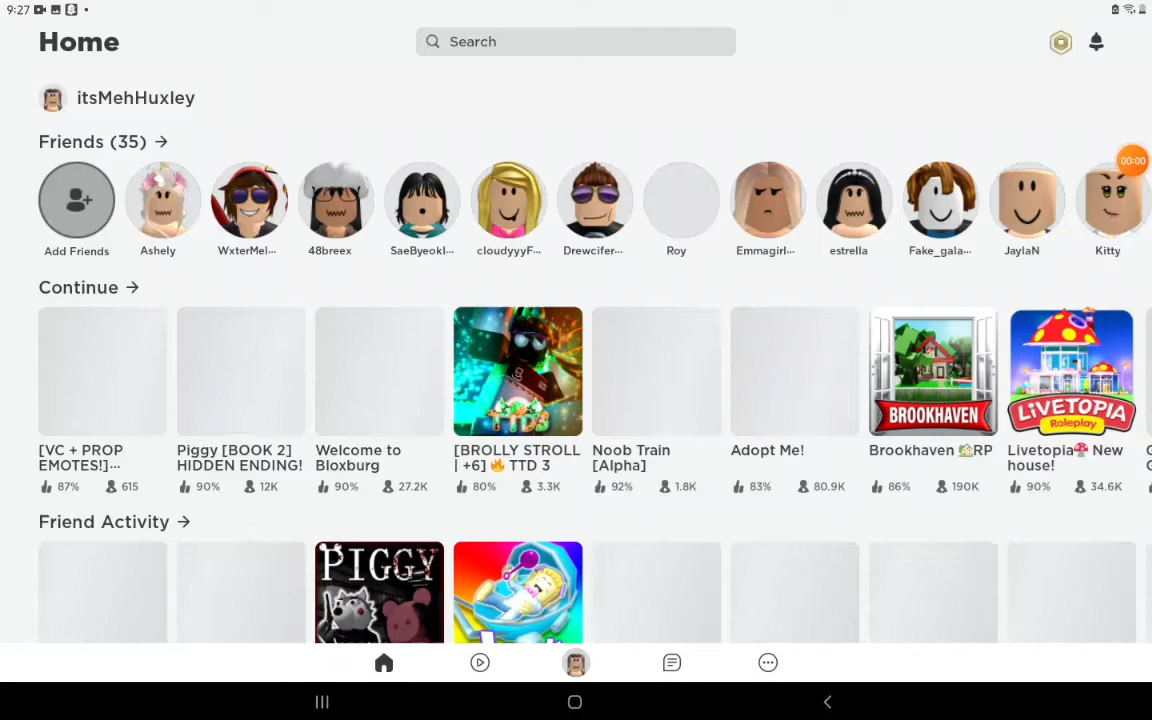 9:27
Home
Search
itsMehHuxley
00:00
Friends (35) →
Add Friends
Ashely
WxterMel...
48breex
SaeByeokI...
cloudyyyF...
Drewcifer...
Roy
Emmagirl...
estrella
Fake_gala...
JaylaN
Kitty
Continue →
BROOKHAVEN
LIVETOPIA
Roleplay
[VC + PROP
EMOTES!]...
87% 615
Piggy [BOOK 2]
HIDDEN ENDING!
90% 12K
Welcome to
Bloxburg
90% 27.2K
[BROLLY STROLL
| +6] 🔥 TTD 3
80% 3.3K
Noob Train
[Alpha]
92% 1.8K
Adopt Me!
83% 80.9K
Brookhaven 🏡RP
86% 190K
Livetopia🍄 New
house!
90% 34.6K
Friend Activity →
PIGGY